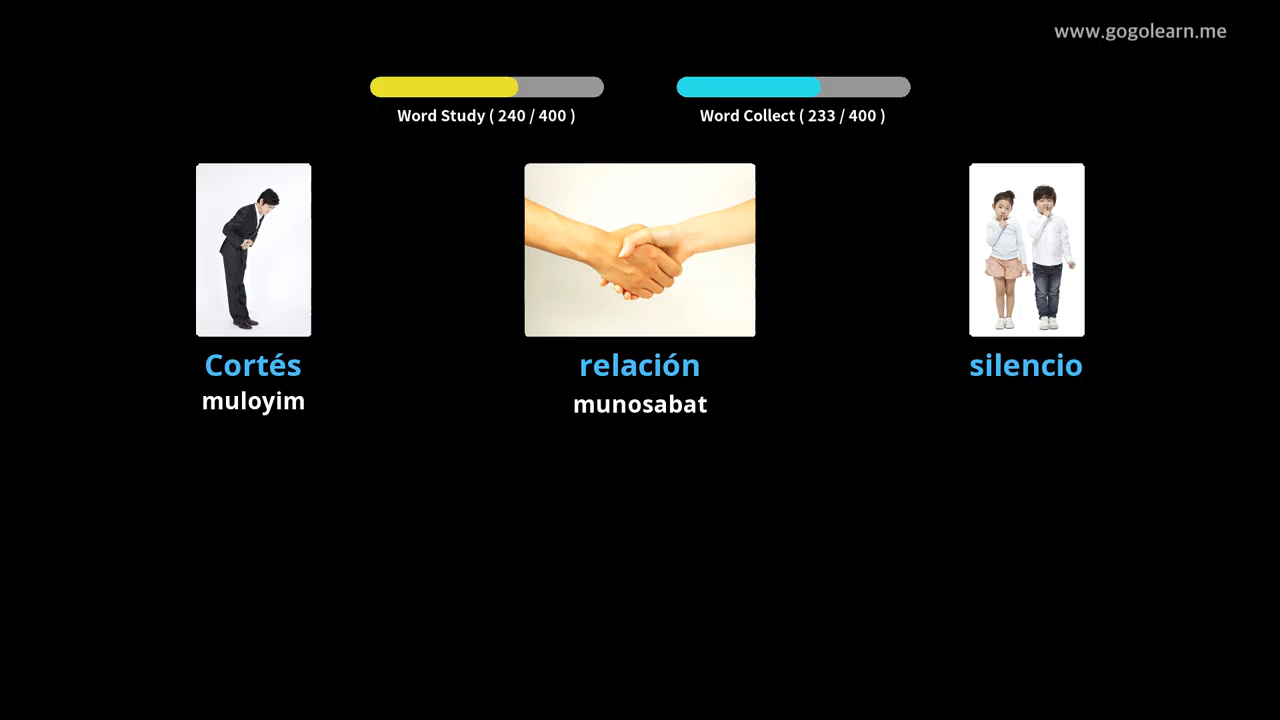 www.gogolearn.me
Word Study ( 240 / 400 )
Word Collect ( 233 / 400 )
Cortés
muloyim
relación
munosabat
silencio